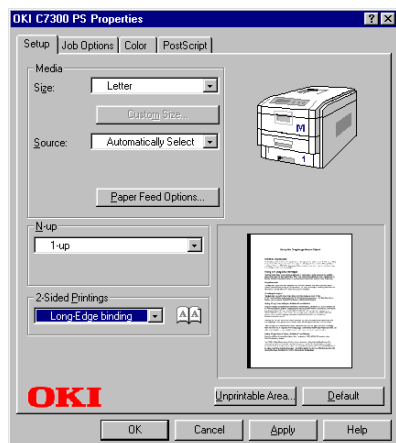 OKI C7300 PS Properties
Setup Job Options Color PostScript
Media
Size: Letter
Custom Size...
Source: Automatically Select
Paper Feed Options...
M
1
N-up
1-up
2-Sided Printings
Long-Edge binding
A A
OKI
Unprintable Area... Default
OK Cancel Apply Help